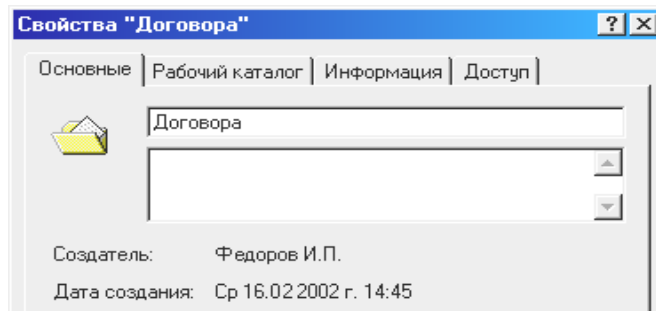 Свойства "Договора"
Основные Рабочий каталог Информация Доступ
Договора
Создатель: Федоров И.П.
Дата создания: Ср 16.02 2002 г. 14:45